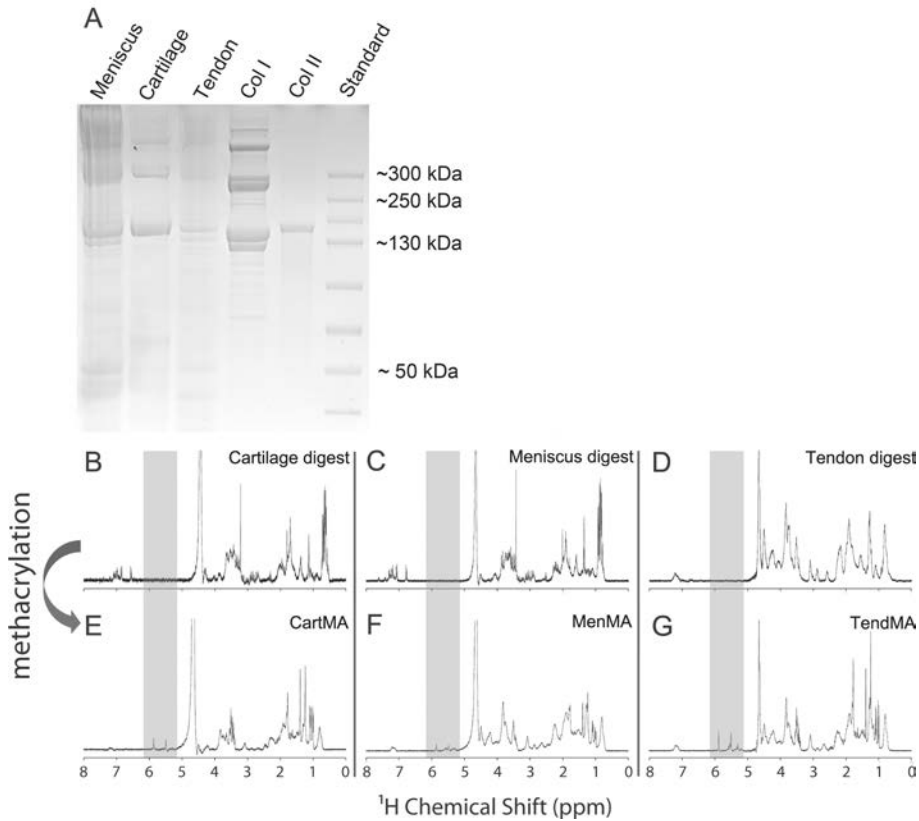 A
Meniscus
Cartilage
Tendon
Col I
Col II
Standard
~300 kDa
~250 kDa
~130 kDa
~ 50 kDa
methacrylation
B
Cartilage digest
C
Meniscus digest
D
Tendon digest
E
CartMA
F
MenMA
G
TendMA
8 7 6 5 4 3 2 1 0
8 7 6 5 4 3 2 1 0
8 7 6 5 4 3 2 1 0
¹H Chemical Shift (ppm)